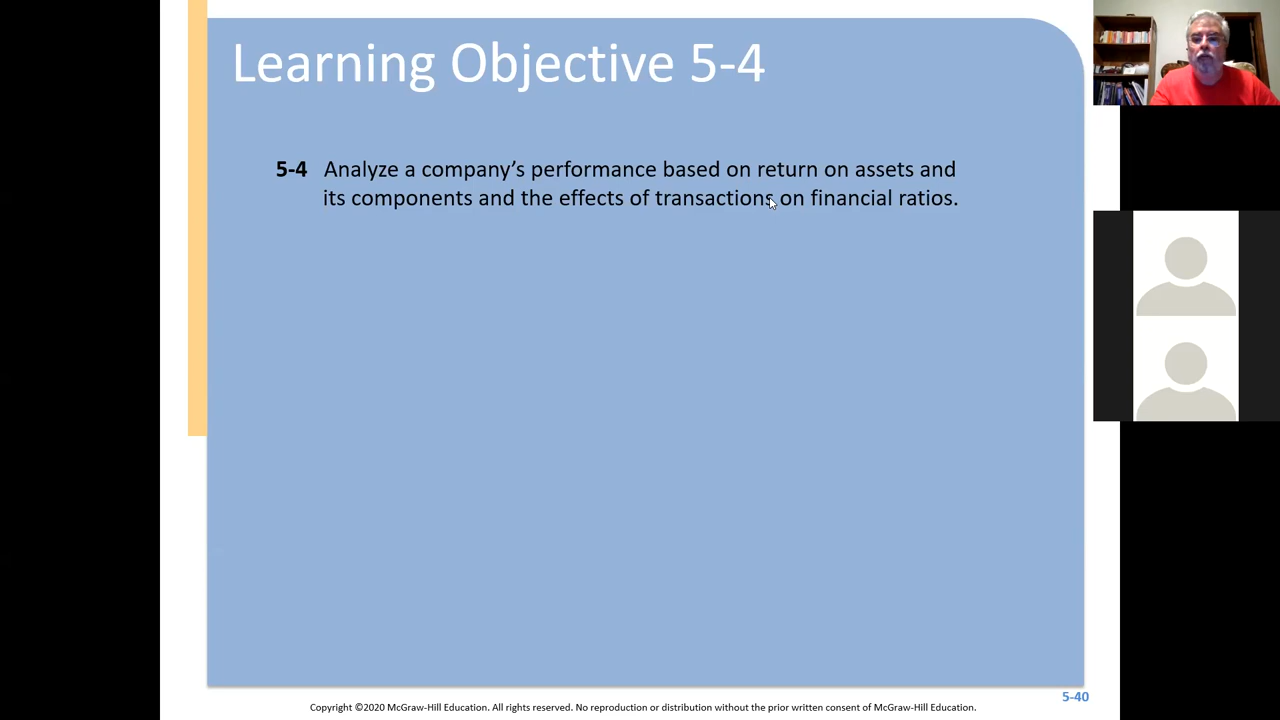 Learning Objective 5-4
5-4 Analyze a company’s performance based on return on assets and
its components and the effects of transactions on financial ratios.
5-40
Copyright ©2020 McGraw-Hill Education. All rights reserved. No reproduction or distribution without the prior written consent of McGraw-Hill Education.